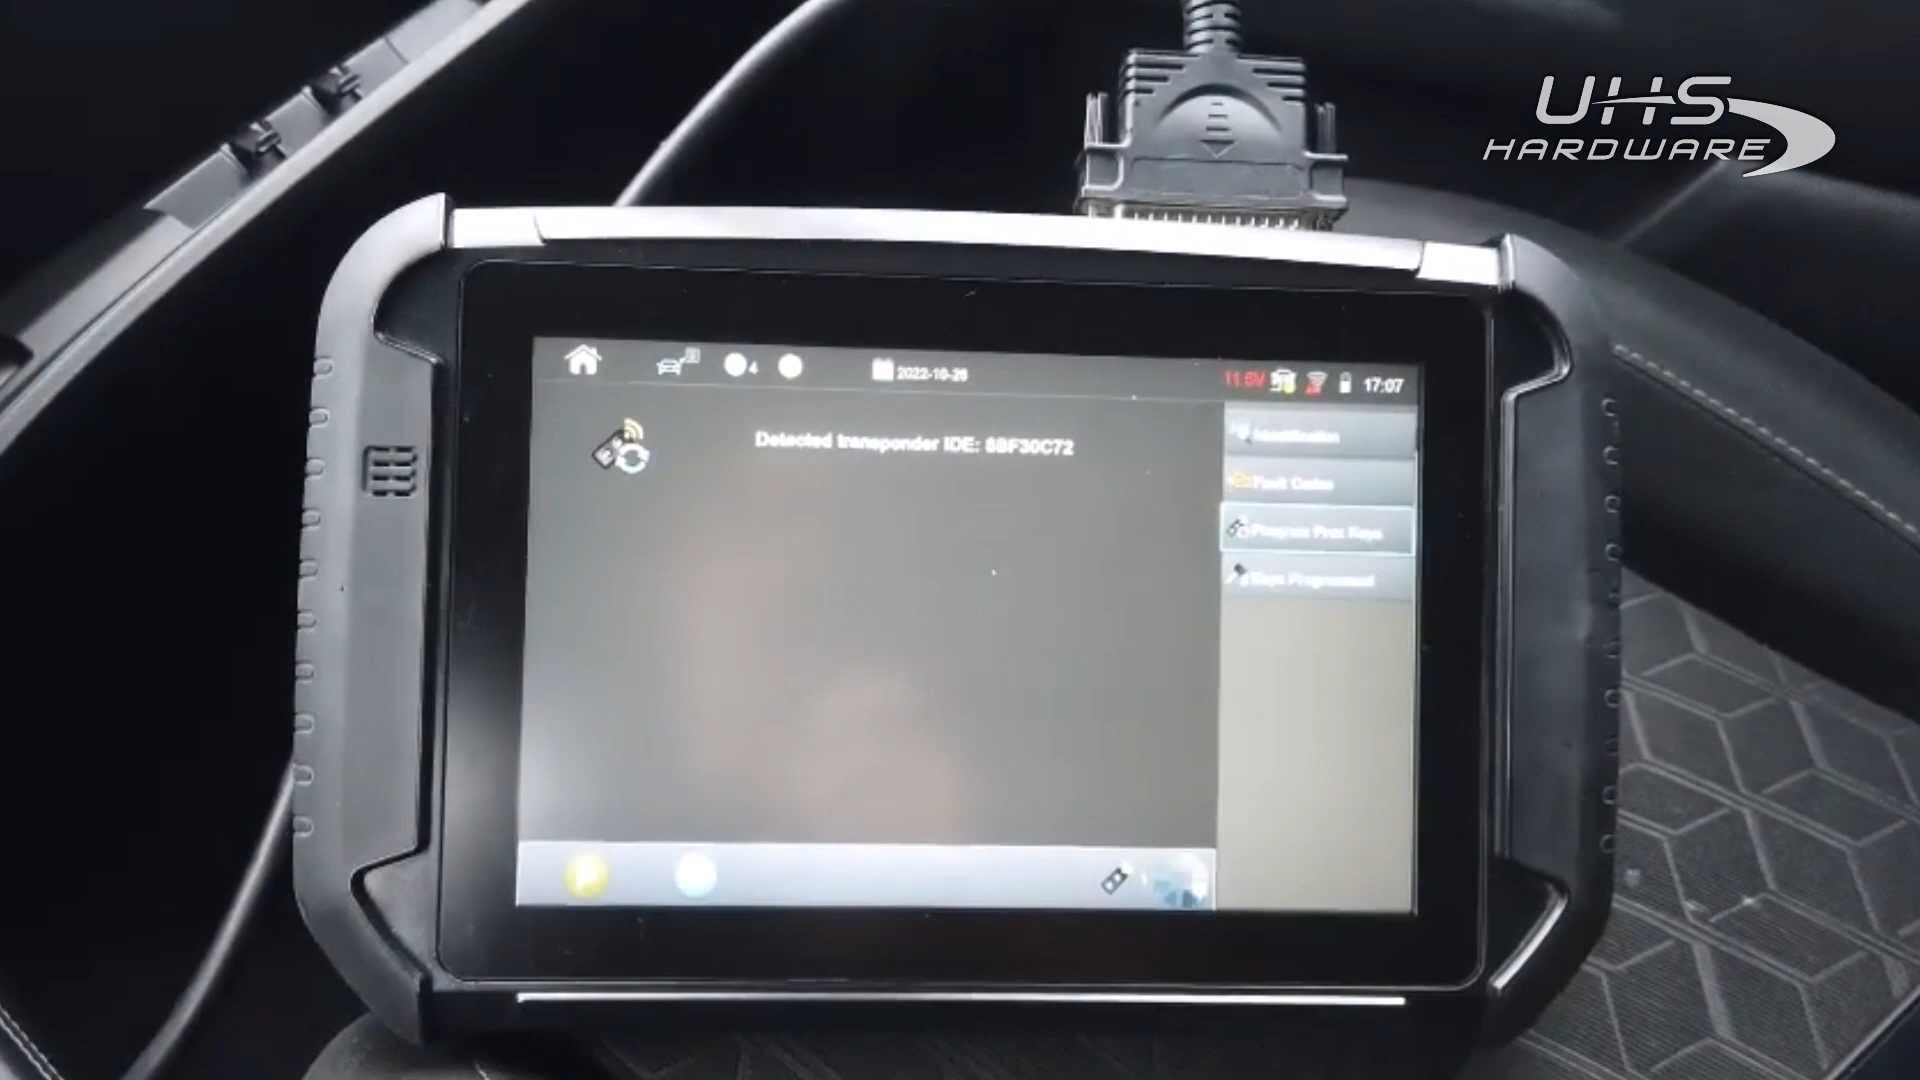 UHS
HARDWARE
4
2022-10-26
11.6V
17:07
Detected transponder IDE: 6BF30C72
Identification
Fault Codes
Program Prox Keys
Keys Programmed